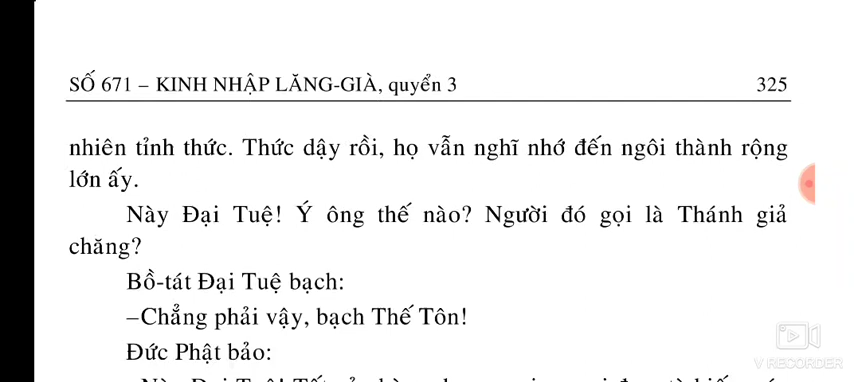 SỐ 671 – KINH NHẬP LĂNG-GIÀ, quyển 3 325
nhiên tỉnh thức. Thức dậy rồi, họ vẫn nghĩ nhớ đến ngôi thành rộng
lớn ấy.
Này Đại Tuệ! Ý ông thế nào? Người đó gọi là Thánh giả
chăng?
Bồ-tát Đại Tuệ bạch:
–Chẳng phải vậy, bạch Thế Tôn!
Đức Phật bảo:
V RECORDER